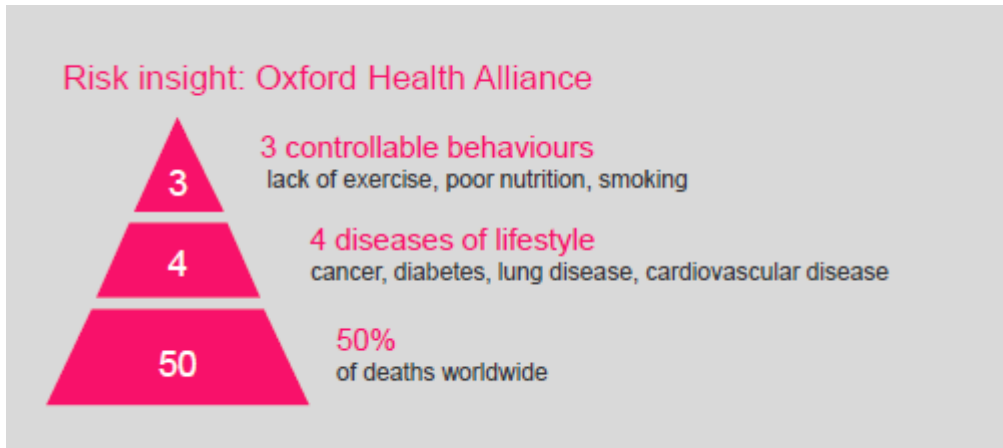 Risk insight: Oxford Health Alliance
3
3 controllable behaviours
lack of exercise, poor nutrition, smoking
4
4 diseases of lifestyle
cancer, diabetes, lung disease, cardiovascular disease
50
50%
of deaths worldwide